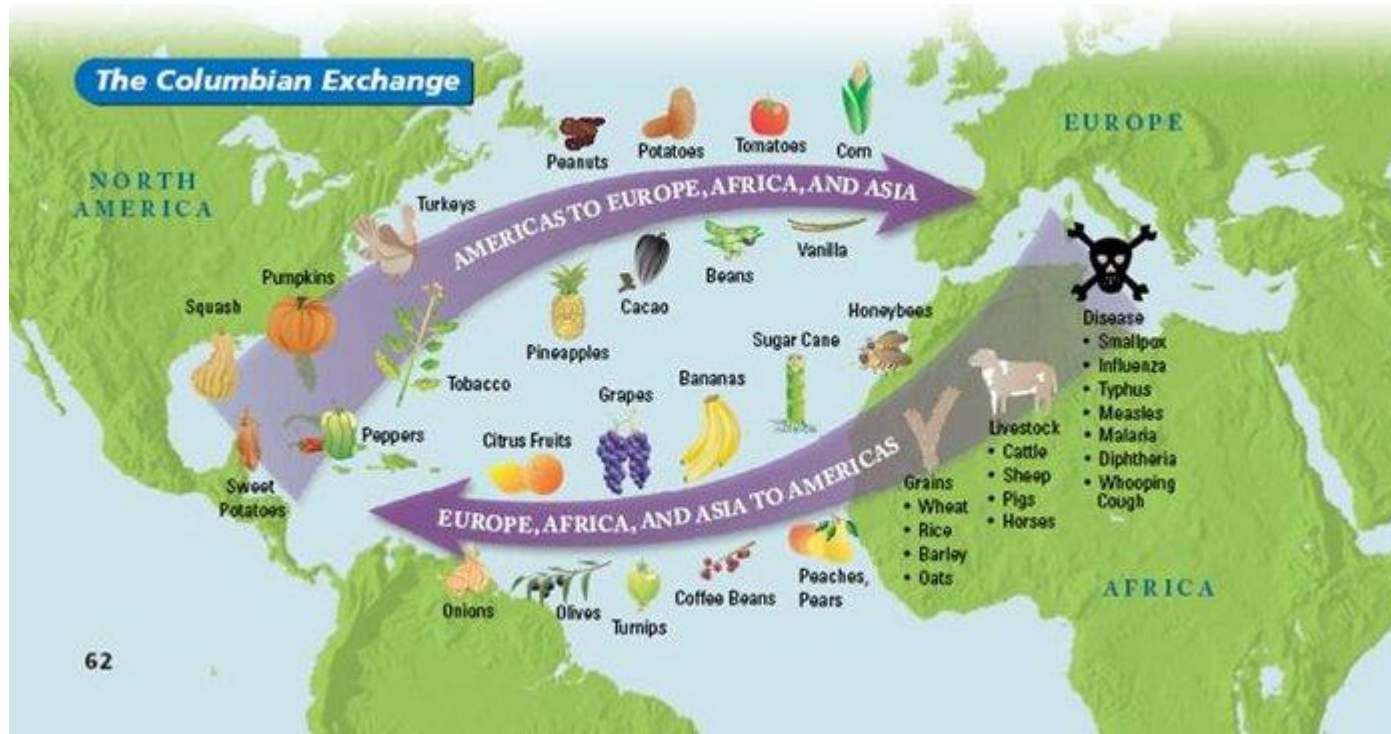 The Columbian Exchange
NORTH
AMERICA
EUROPE
AFRICA
Peanuts
Potatoes
Tomatoes
Corn
Turkeys
AMERICAS TO EUROPE, AFRICA, AND ASIA
Pumpkins
Squash
Cacao
Beans
Vanilla
Pineapples
Tobacco
Peppers
Sweet
Potatoes
Honeybees
Sugar Cane
Bananas
Grapes
Citrus Fruits
EUROPE, AFRICA, AND ASIA TO AMERICAS
Onions
Olives
Turnips
Coffee Beans
Peaches,
Pears
Grains
• Wheat
• Rice
• Barley
• Oats
Livestock
• Cattle
• Sheep
• Pigs
• Horses
Disease
• Smallpox
• Influenza
• Typhus
• Measles
• Malaria
• Diphtheria
• Whooping
Cough
62